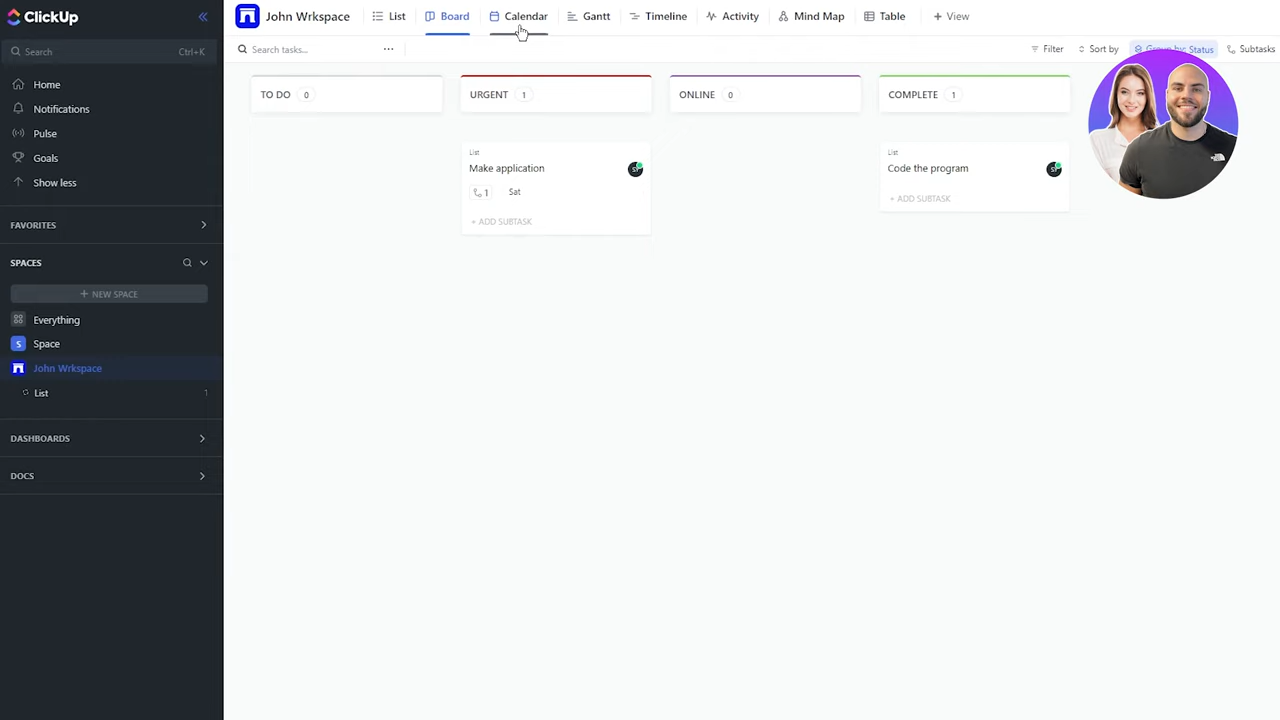 ClickUp
Search Ctrl+K
Home
Notifications
Pulse
Goals
Show less
FAVORITES
SPACES
+ NEW SPACE
Everything
S Space
John Wrkspace
List 1
DASHBOARDS
DOCS
John Wrkspace List Board Calendar Gantt Timeline Activity Mind Map Table + View
Search tasks... ... Filter Sort by Group by: Status Subtasks
TO DO 0
URGENT 1
List
Make application
1 Sat
+ ADD SUBTASK
ONLINE 0
COMPLETE 1
List
Code the program
+ ADD SUBTASK